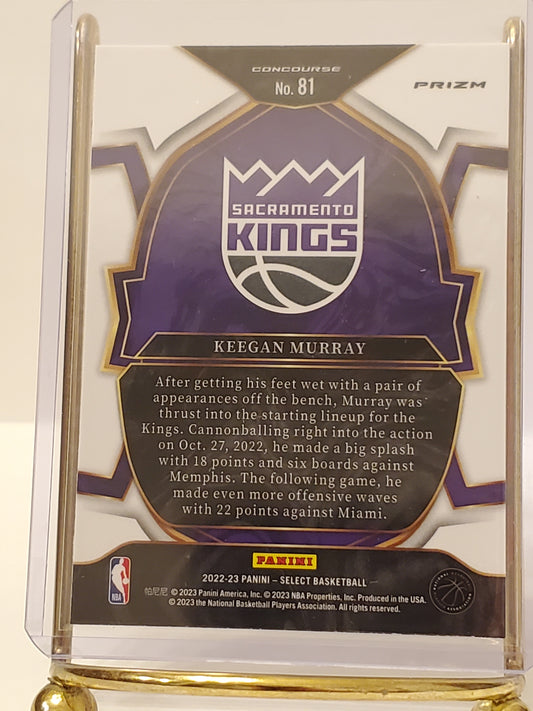 CONCOURSE
No. 81
PRIZM
SACRAMENTO
KINGS
KEEGAN MURRAY
After getting his feet wet with a pair of
appearances off the bench, Murray was
thrust into the starting lineup for the
Kings. Cannonballing right into the action
on Oct. 27, 2022, he made a big splash
with 18 points and six boards against
Memphis. The following game, he
made even more offensive waves
with 22 points against Miami.
PANINI
2022-23 PANINI – SELECT BASKETBALL
NBA
帕尼尼 © 2023 Panini America, Inc. © 2023 NBA Properties, Inc. Produced in the USA.
© 2023 the National Basketball Players Association. All rights reserved.